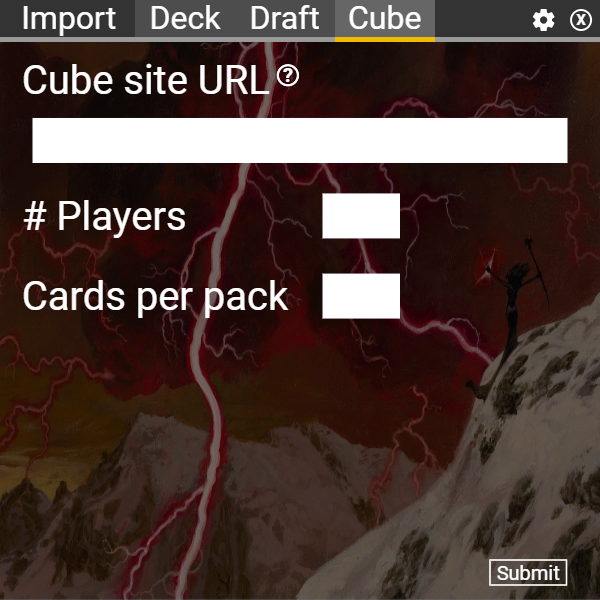 Import Deck Draft Cube
Cube site URL?
# Players
Cards per pack
Submit